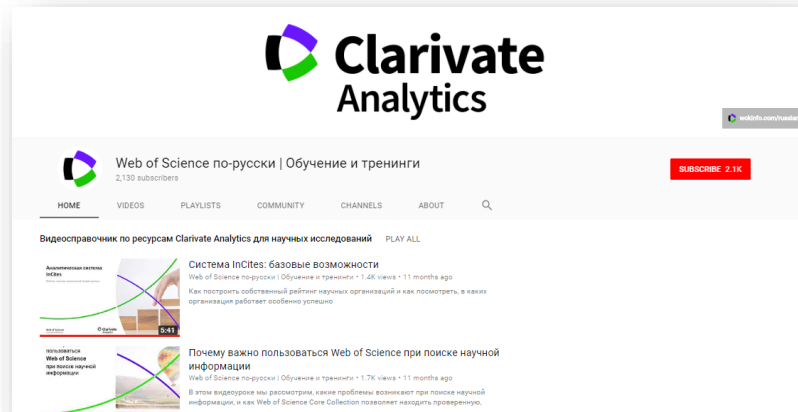 Clarivate
Analytics
wokinfo.com/russian
Web of Science по-русски | Обучение и тренинги
2,130 subscribers
SUBSCRIBE 2.1K
HOME VIDEOS PLAYLISTS COMMUNITY CHANNELS ABOUT
Видеосправочник по ресурсам Clarivate Analytics для научных исследований PLAY ALL
Аналитическая система
InCites
Clarivate
Analytics
5:41
Система InCites: базовые возможности
Web of Science по-русски | Обучение и тренинги • 1.4K views • 11 months ago
Как построить собственный рейтинг научных организаций и как посмотреть, в каких
организация работает особенно успешно
пользоваться
Web of Science
при поиске научной
информации
Почему важно пользоваться Web of Science при поиске научной
информации
Web of Science по-русски | Обучение и тренинги • 1.7K views • 11 months ago
В этом видеоуроке мы рассмотрим, какие проблемы возникают при поиске научной
информации, и как Web of Science Core Collection позволяет находить проверенную,